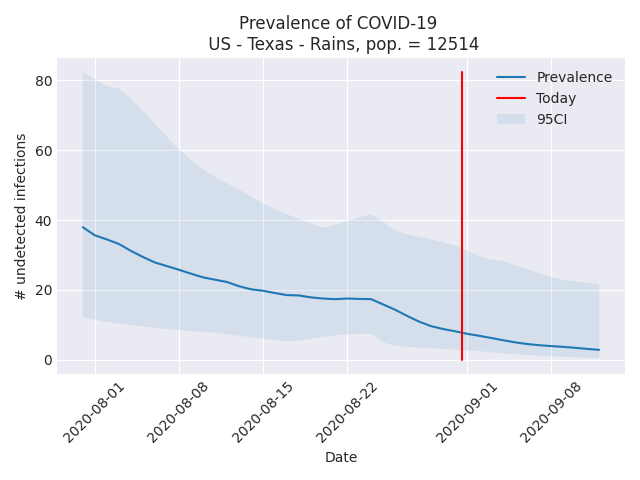 Prevalence of COVID-19
US - Texas - Rains, pop. = 12514
Prevalence
Today
95CI
# undetected infections
80
60
40
20
0
2020-08-01
2020-08-08
2020-08-15
2020-08-22
2020-09-01
2020-09-08
Date